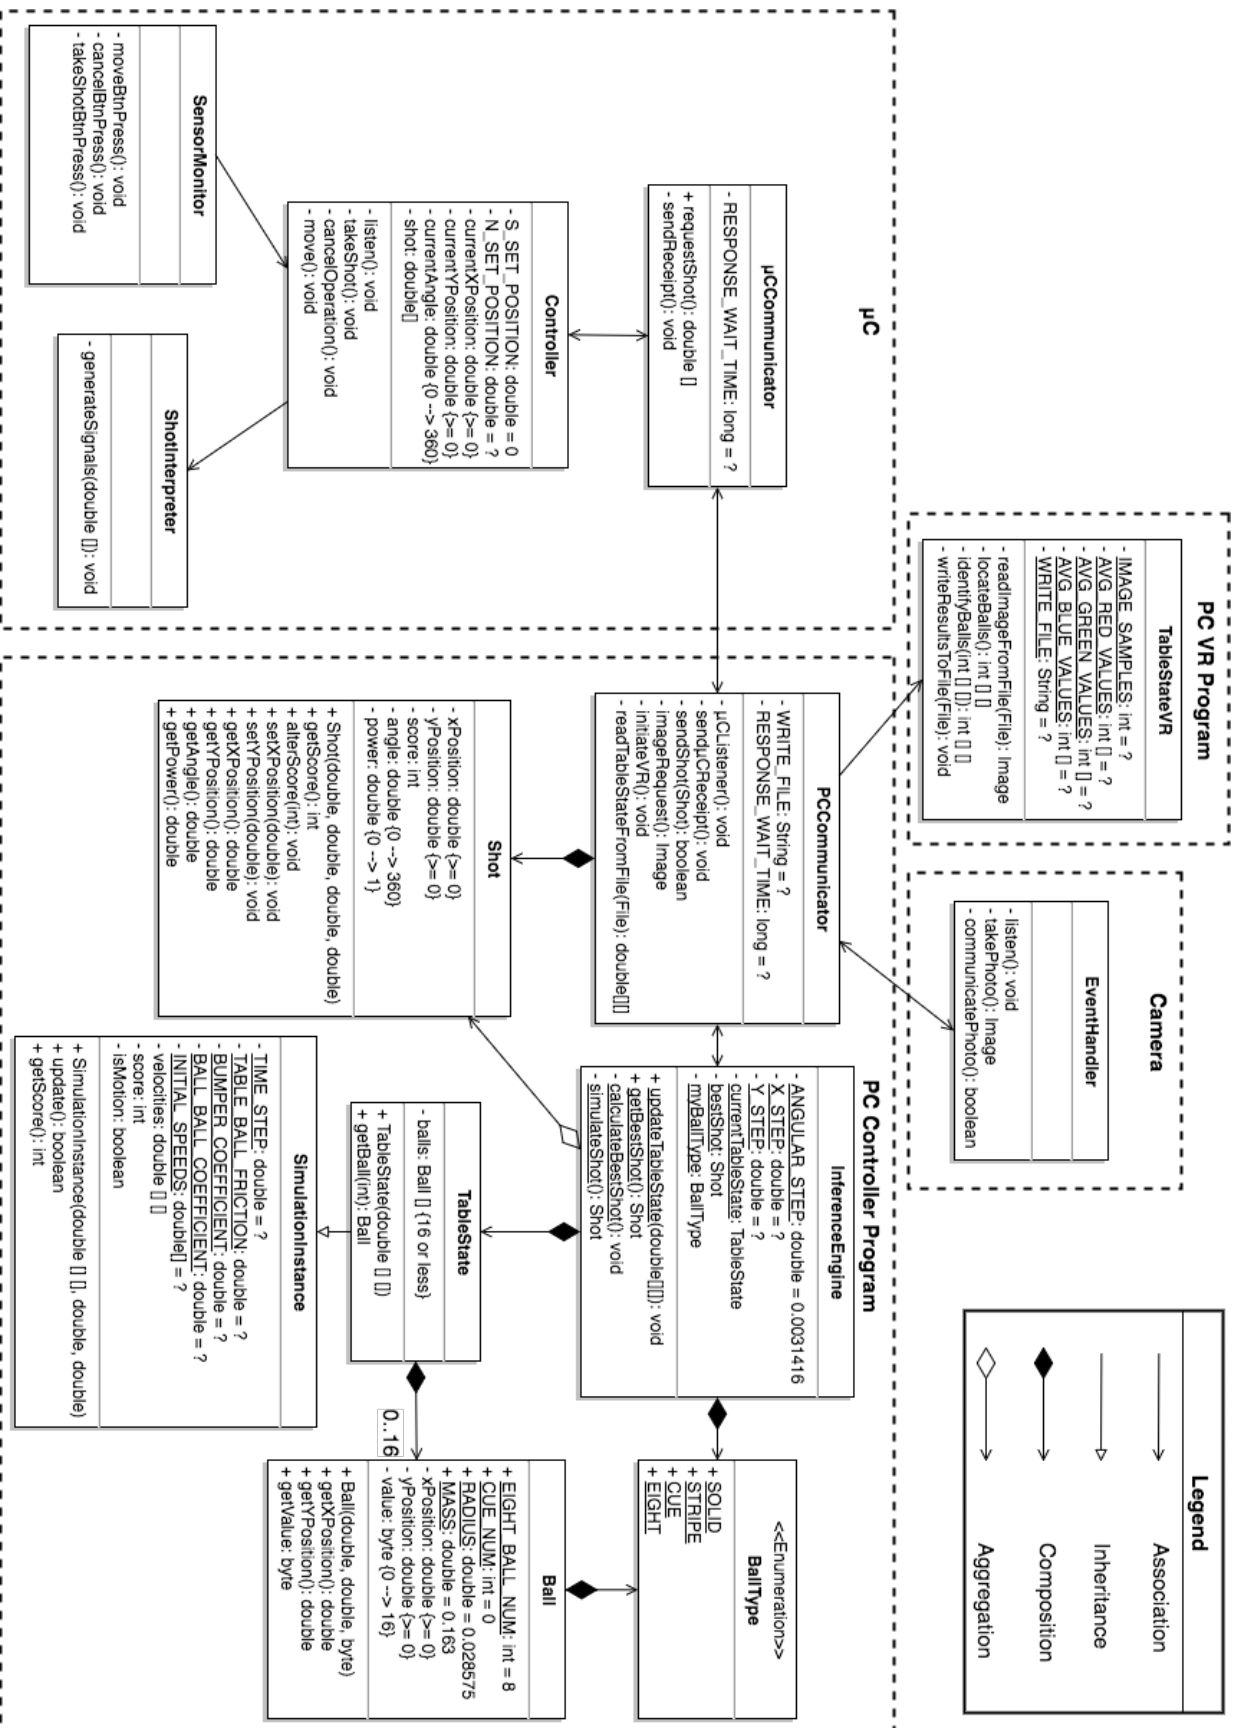 µC
µCCommunicator
- RESPONSE_WAIT_TIME: long = ?
+ requestShot(): double []
- sendReceipt(): void
Controller
- S_SET_POSITION: double = 0
- N_SET_POSITION: double = ?
- currentXPosition: double {>= 0}
- currentYPosition: double {>= 0}
- currentAngle: double {0 --> 360}
- shot: double[]
- listen(): void
- takeShot(): void
- cancelOperation(): void
- move(): void
SensorMonitor
- moveBtnPress(): void
- cancelBtnPress(): void
- takeShotBtnPress(): void
ShotInterpreter
- generateSignals(double []): void
PC VR Program
TableStateVR
- IMAGE_SAMPLES: int = ?
- AVG_RED_VALUES: int [] = ?
- AVG_GREEN_VALUES: int [] = ?
- AVG_BLUE_VALUES: int [] = ?
- WRITE_FILE: String = ?
- readImageFromFile(File): Image
- locateBalls(): int [] []
- identifyBalls(int [] []): int [] []
- writeResultsToFile(File): void
Camera
EventHandler
- listen(): void
- takePhoto(): Image
- communicatePhoto(): boolean
Legend
Association
Inheritance
Composition
Aggregation
PC Controller Program
PCCommunicator
- WRITE_FILE: String = ?
- RESPONSE_WAIT_TIME: long = ?
- µCListener(): void
- sendµCReceipt(): void
- sendShot(Shot): boolean
- imageRequest(): Image
- initiateVR(): void
- readTableStateFromFile(File): double[][]
InferenceEngine
- ANGULAR_STEP: double = 0.0031416
- X_STEP: double = ?
- Y_STEP: double = ?
- currentTableState: TableState
- bestShot: Shot
- myBallType: BallType
+ updateTableState(double[][]): void
+ getBestShot(): Shot
- calculateBestShot(): void
- simulateShot(): Shot
<<Enumeration>>
BallType
+ SOLID
+ STRIPE
+ CUE
+ EIGHT
Shot
- xPosition: double {>= 0}
- yPosition: double {>= 0}
- score: int
- angle: double {0 --> 360}
- power: double {0 --> 1}
+ Shot(double, double, double, double)
+ getScore(): int
+ alterScore(int): void
+ setXPosition(double): void
+ setYPosition(double): void
+ getXPosition(): double
+ getYPosition(): double
+ getAngle(): double
+ getPower(): double
TableState
- balls: Ball [] {16 or less}
+ TableState(double [] [])
+ getBall(int): Ball
0..16
Ball
+ EIGHT_BALL_NUM: int = 8
+ CUE_NUM: int = 0
+ RADIUS: double = 0.028575
+ MASS: double = 0.163
- xPosition: double {>= 0}
- yPosition: double {>= 0}
- value: byte {0 --> 16}
+ Ball(double, double, byte)
+ getXPosition(): double
+ getYPosition(): double
+ getValue: byte
SimulationInstance
- TIME_STEP: double = ?
- TABLE_BALL_FRICTION: double = ?
- BUMPER_COEFFICIENT: double = ?
- BALL_BALL_COEFFICIENT: double = ?
- INITIAL_SPEEDS: double[] = ?
- velocities: double [] []
- score: int
- isMotion: boolean
+ SimulationInstance(double [] [], double, double)
+ update(): boolean
+ getScore(): int